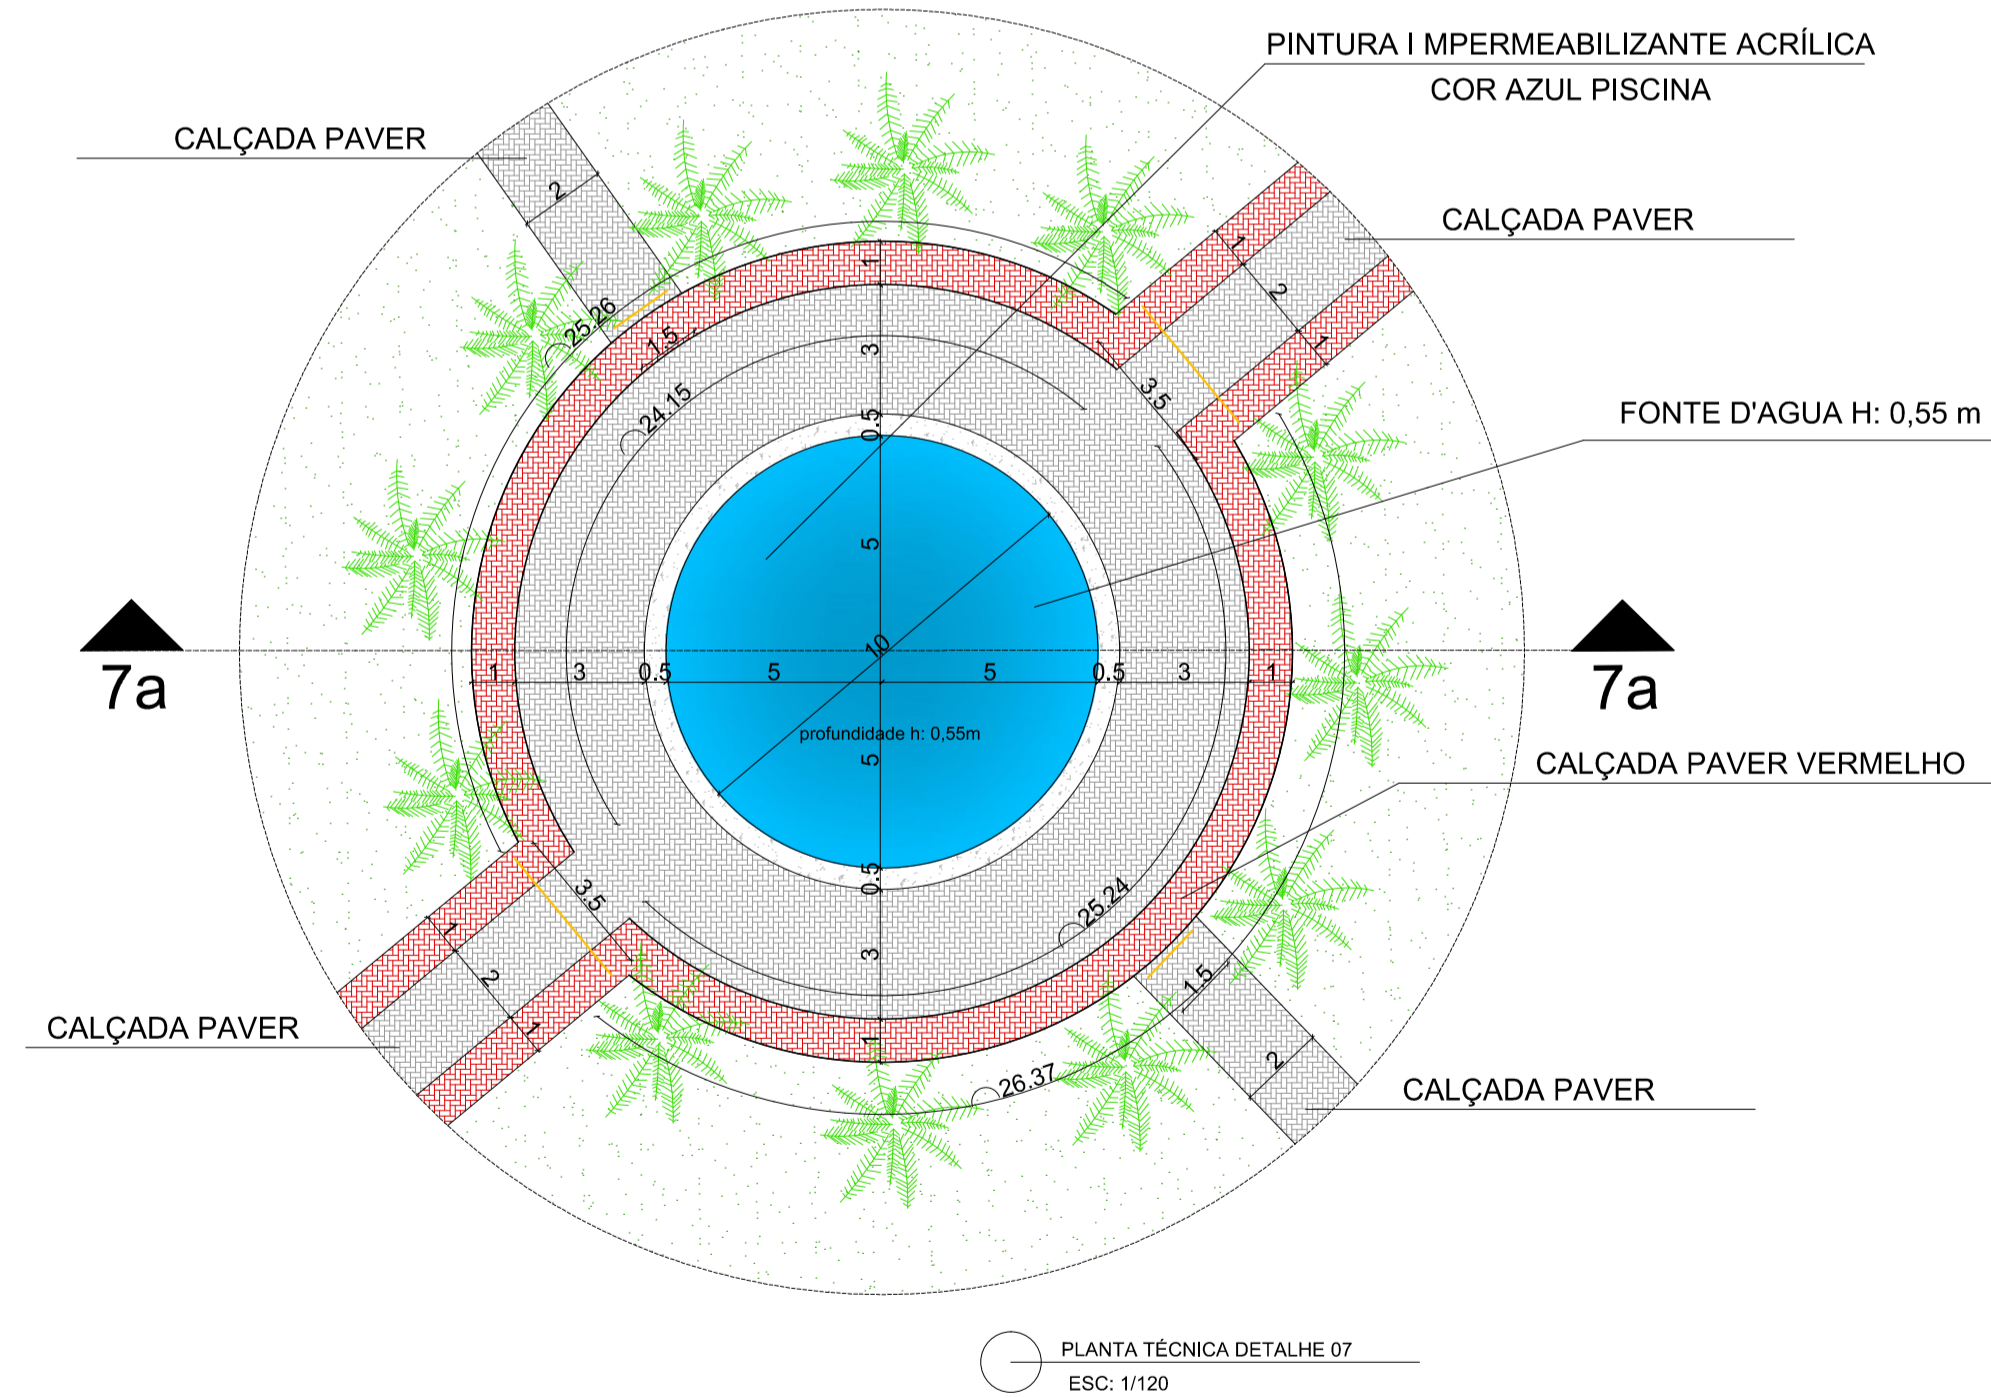 PINTURA I MPERMEABILIZANTE ACRÍLICA
COR AZUL PISCINA
CALÇADA PAVER
2
CALÇADA PAVER
1
2
1
3.5
25.26
1.5
24.15
1
3
0.5
5
FONTE D'AGUA H: 0,55 m
10
7a
1
3
0.5
5
5
0.5
3
1
7a
profundidade h: 0,55m
5
0.5
3
1
CALÇADA PAVER VERMELHO
3.5
1
2
1
25.24
1.5
2
26.37
CALÇADA PAVER
CALÇADA PAVER
PLANTA TÉCNICA DETALHE 07
ESC: 1/120